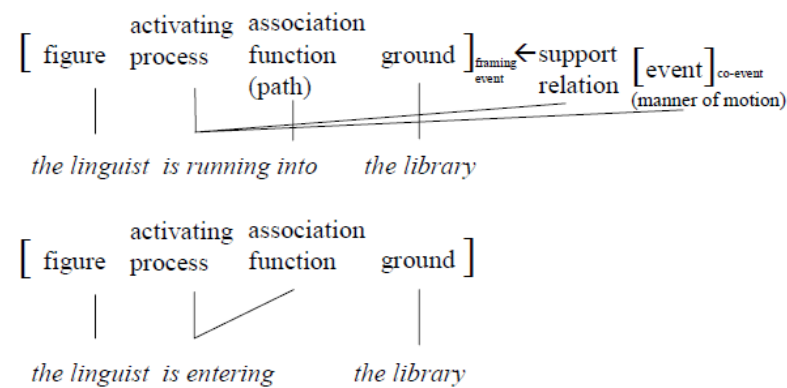 activating association
[ figure process function ground ] framing event ← support relation [event] co-event
(path) (manner of motion)
the linguist is running into the library
activating association
[ figure process function ground ]
the linguist is entering the library